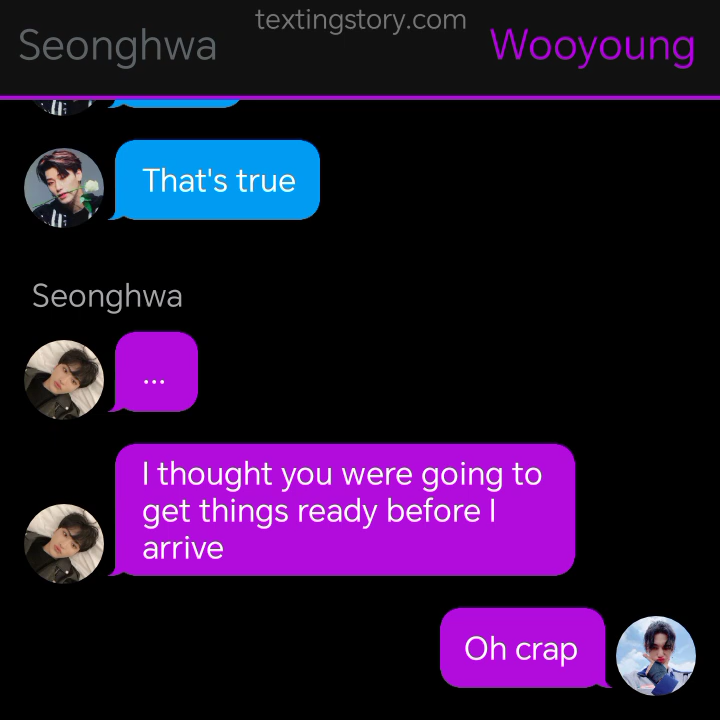 textingstory.com
Seonghwa
Wooyoung
That's true
Seonghwa
...
I thought you were going to
get things ready before I
arrive
Oh crap